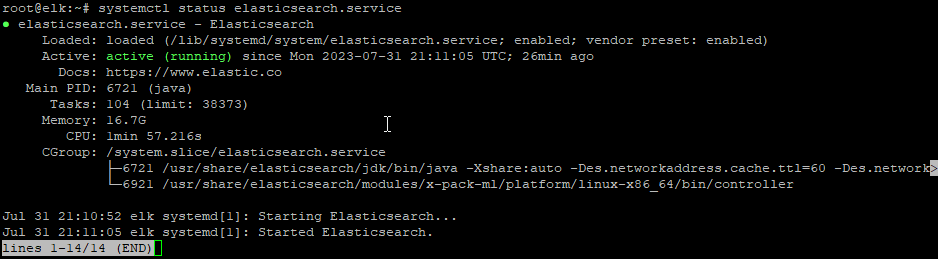 root@elk:~# systemctl status elasticsearch.service
● elasticsearch.service - Elasticsearch
Loaded: loaded (/lib/systemd/system/elasticsearch.service; enabled; vendor preset: enabled)
Active: active (running) since Mon 2023-07-31 21:11:05 UTC; 26min ago
Docs: https://www.elastic.co
Main PID: 6721 (java)
Tasks: 104 (limit: 38373)
Memory: 16.7G
CPU: 1min 57.216s
CGroup: /system.slice/elasticsearch.service
├─6721 /usr/share/elasticsearch/jdk/bin/java -Xshare:auto -Des.networkaddress.cache.ttl=60 -Des.network>
└─6921 /usr/share/elasticsearch/modules/x-pack-ml/platform/linux-x86_64/bin/controller
Jul 31 21:10:52 elk systemd[1]: Starting Elasticsearch...
Jul 31 21:11:05 elk systemd[1]: Started Elasticsearch.
lines 1-14/14 (END)